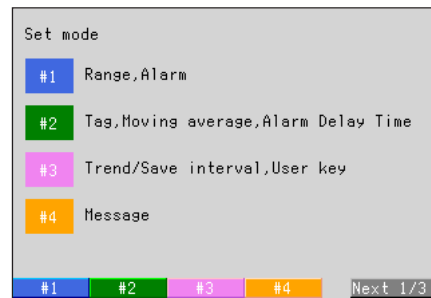 Set mode
#1 Range,Alarm
#2 Tag,Moving average,Alarm Delay Time
#3 Trend/Save interval,User key
#4 Message
#1 #2 #3 #4 Next 1/3